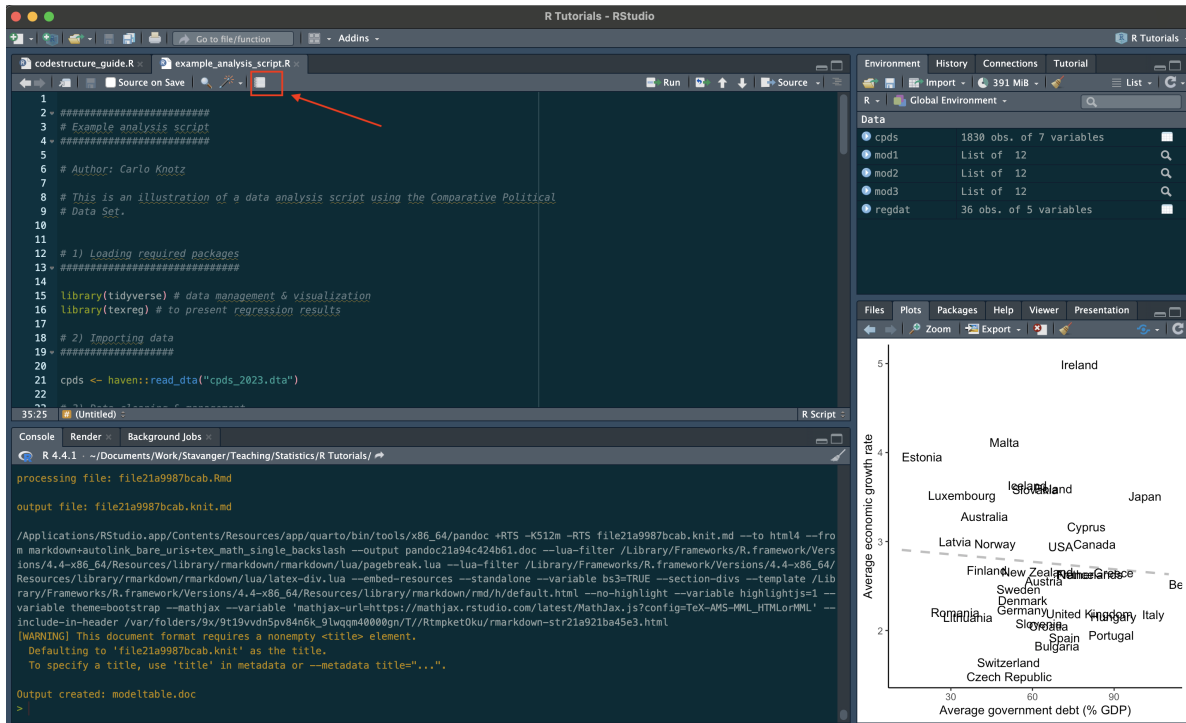 R Tutorials - RStudio
Go to file/function
Addins
R Tutorials
codestructure_guide.R
example_analysis_script.R
Source on Save
Run
Source
1
2 #########################
3 # Example analysis script
4 #########################
5
6 # Author: Carlo Knotz
7
8 # This is an illustration of a data analysis script using the Comparative Political
9 # Data Set.
10
11
12 # 1) Loading required packages
13 ##############################
14
15 library(tidyverse) # data management & visualization
16 library(texreg) # to present regression results
17
18 # 2) Importing data
19 ###################
20
21 cpds <- haven::read_dta("cpds_2023.dta")
22
35:25 # (Untitled)
R Script
Console Render Background Jobs
R 4.4.1 · ~/Documents/Work/Stavanger/Teaching/Statistics/R Tutorials/
processing file: file21a9987bcab.Rmd
output file: file21a9987bcab.knit.md
/Applications/RStudio.app/Contents/Resources/app/quarto/bin/tools/x86_64/pandoc +RTS -K512m -RTS file21a9987bcab.knit.md --to html4 --fro
m markdown+autolink_bare_uris+tex_math_single_backslash --output pandoc21a94c424b61.doc --lua-filter /Library/Frameworks/R.framework/Vers
ions/4.4-x86_64/Resources/library/rmarkdown/rmarkdown/lua/pagebreak.lua --lua-filter /Library/Frameworks/R.framework/Versions/4.4-x86_64/
Resources/library/rmarkdown/rmarkdown/lua/latex-div.lua --embed-resources --standalone --variable bs3=TRUE --section-divs --template /Lib
rary/Frameworks/R.framework/Versions/4.4-x86_64/Resources/library/rmarkdown/rmd/h/default.html --no-highlight --variable highlightjs=1 --
variable theme=bootstrap --mathjax --variable 'mathjax-url=https://mathjax.rstudio.com/latest/MathJax.js?config=TeX-AMS-MML_HTMLorMML' --
include-in-header /var/folders/9x/9t19vvdn5pv84n6k_9lwqqm40000gn/T//RtmpketOku/rmarkdown-str21a921ba45e3.html
[WARNING] This document format requires a nonempty <title> element.
Defaulting to 'file21a9987bcab.knit' as the title.
To specify a title, use 'title' in metadata or --metadata title="...".
Output created: modeltable.doc
>
Environment History Connections Tutorial
Import
391 MiB
List
R
Global Environment
Data
cpds 1830 obs. of 7 variables
mod1 List of 12
mod2 List of 12
mod3 List of 12
regdat 36 obs. of 5 variables
Files Plots Packages Help Viewer Presentation
Zoom Export
Average economic growth rate
5
4
3
2
Ireland
Malta
Estonia
Luxembourg
Japan
Australia
Cyprus
Latvia Norway
USA Canada
Finland
New Zealand
Greece
Austria
Sweden
Denmark
Germany
United Kingdom
Hungary
Italy
Romania
Lithuania
Slovenia
Croatia
Spain
Portugal
Bulgaria
Switzerland
Czech Republic
30 60 90
Average government debt (% GDP)